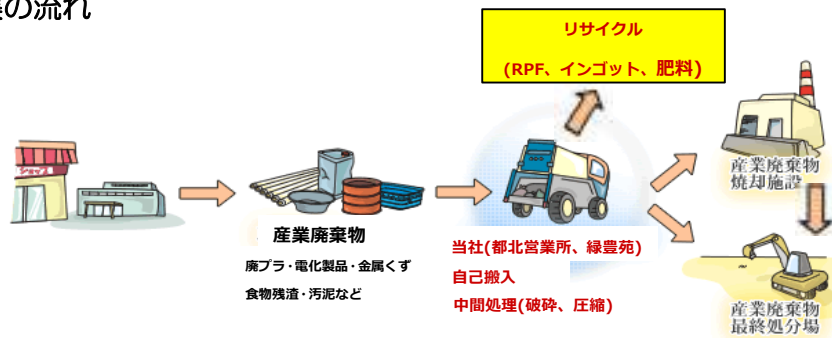 の流れ
リサイクル
(RPF、インゴット、肥料)
ショップ
産業廃棄物
焼却施設
産業廃棄物
廃プラ・電化製品・金属くず
食物残渣・汚泥など
当社(都北営業所、緑豊苑)
自己搬入
中間処理(破砕、圧縮)
産業廃棄物
最終処分場